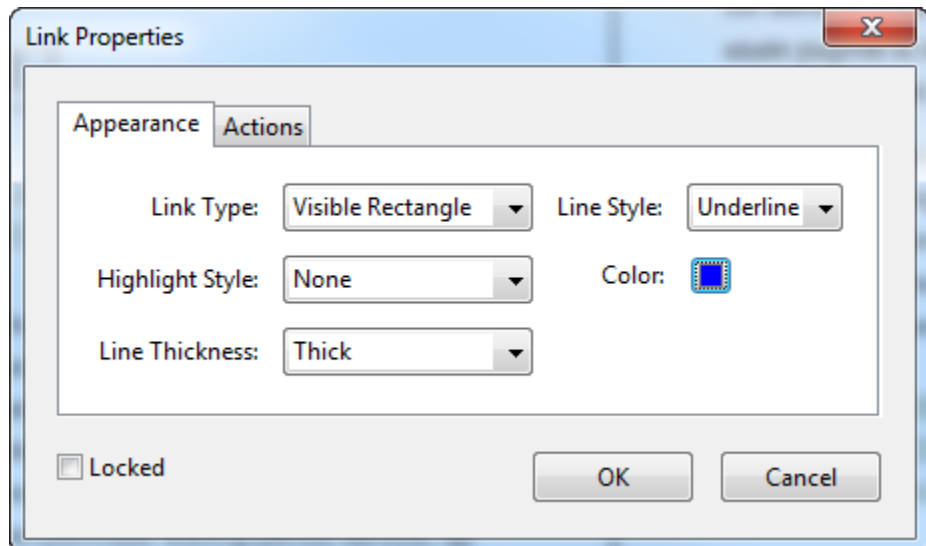 Link Properties
Appearance Actions
Link Type: Visible Rectangle Line Style: Underline
Highlight Style: None Color:
Line Thickness: Thick
Locked OK Cancel